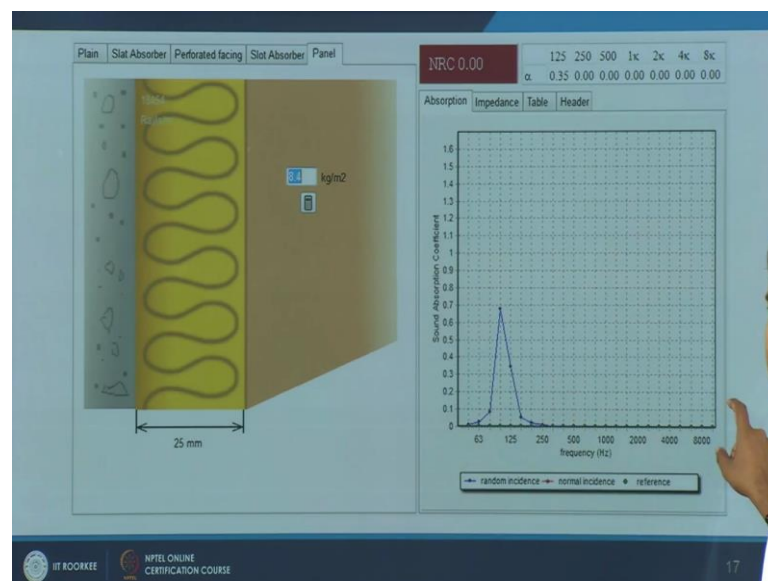 Plain Slat Absorber Perforated facing Slot Absorber Panel
8.4 kg/m2
25 mm
NRC 0.00
125 250 500 1k 2k 4k 8k
α 0.35 0.00 0.00 0.00 0.00 0.00 0.00
Absorption Impedance Table Header
Sound Absorption Coefficient
1.6
1.5
1.4
1.3
1.2
1.1
1
0.9
0.8
0.7
0.6
0.5
0.4
0.3
0.2
0.1
0
63 125 250 500 1000 2000 4000 8000
frequency (Hz)
random incidence normal incidence reference
IIT ROORKEE
NPTEL ONLINE
CERTIFICATION COURSE
17